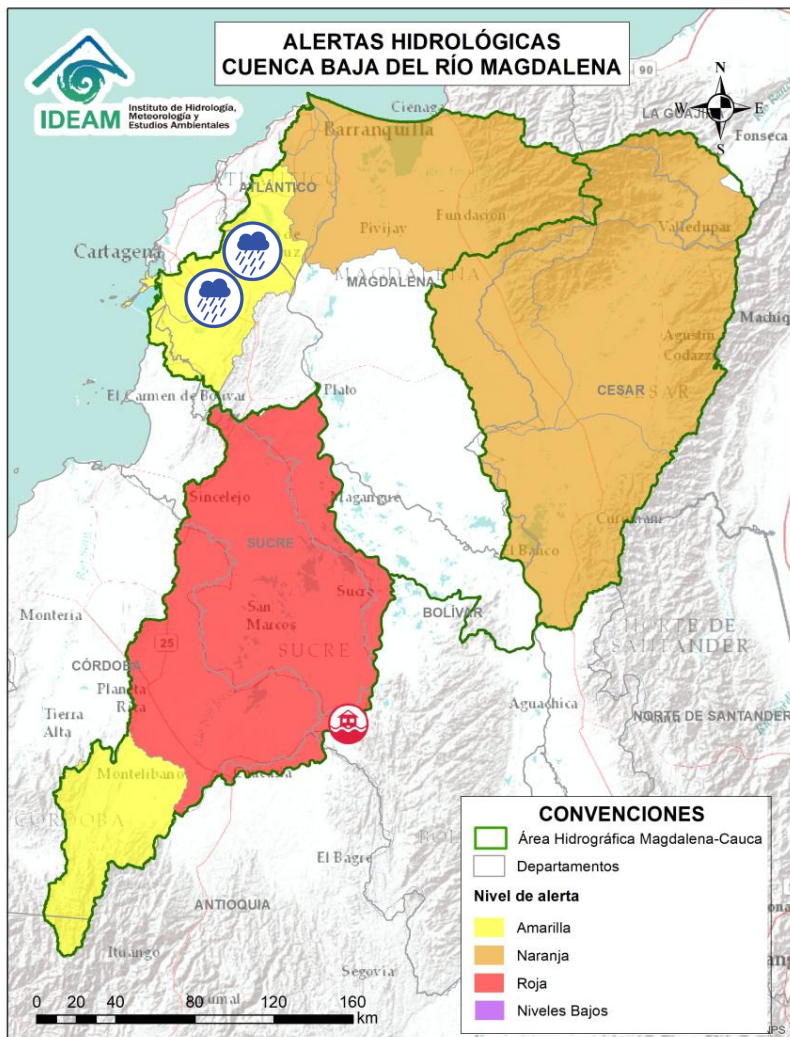 ALERTAS HIDROLÓGICAS
CUENCA BAJA DEL RÍO MAGDALENA
IDEAM
Instituto de Hidrología,
Meteorología y
Estudios Ambientales
N
W
E
S
90
Ciénaga
LA GUAJIRA
Fonseca
Barranquilla
ATLÁNTICO
Pivijay
Fundación
Valledupar
Cartagena
MAGDALENA
MAGDALENA
Agustín
Codazzi
CESAR
El Carmen de Bolívar
Plato
Sincelejo
Magangue
SUCRE
El Banco
Sucre
San
Marcos
BOLÍVAR
SUCRE
NORTE DE
SANTANDER
Montería
25
CÓRDOBA
Planeta
Rica
Tierra
Alta
Aguachica
NORTE DE SANTANDER
Montelíbano
CÓRDOBA
El Bagre
ANTIOQUIA
Ituango
Segovia
0 20 40 80 120 160
km
CONVENCIONES
Área Hidrográfica Magdalena-Cauca
Departamentos
Nivel de alerta
Amarilla
Naranja
Roja
Niveles Bajos